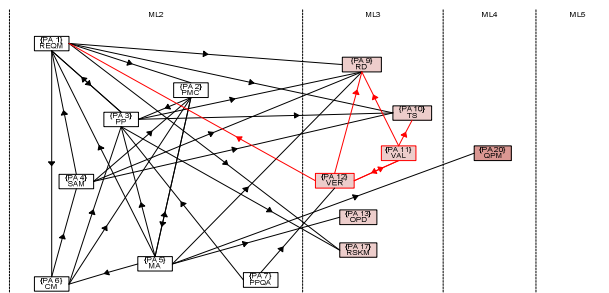 ML2
ML3
ML4
ML5
{PA 1}
REQM
{PA 9}
RD
{PA 2}
PMC
{PA 10}
TS
{PA 3}
PP
{PA 11}
VAL
{PA 20}
QPM
{PA 4}
SAM
{PA 12}
VER
{PA 13}
OPD
{PA 17}
RSKM
{PA 5}
MA
{PA 7}
PPQA
{PA 6}
CM